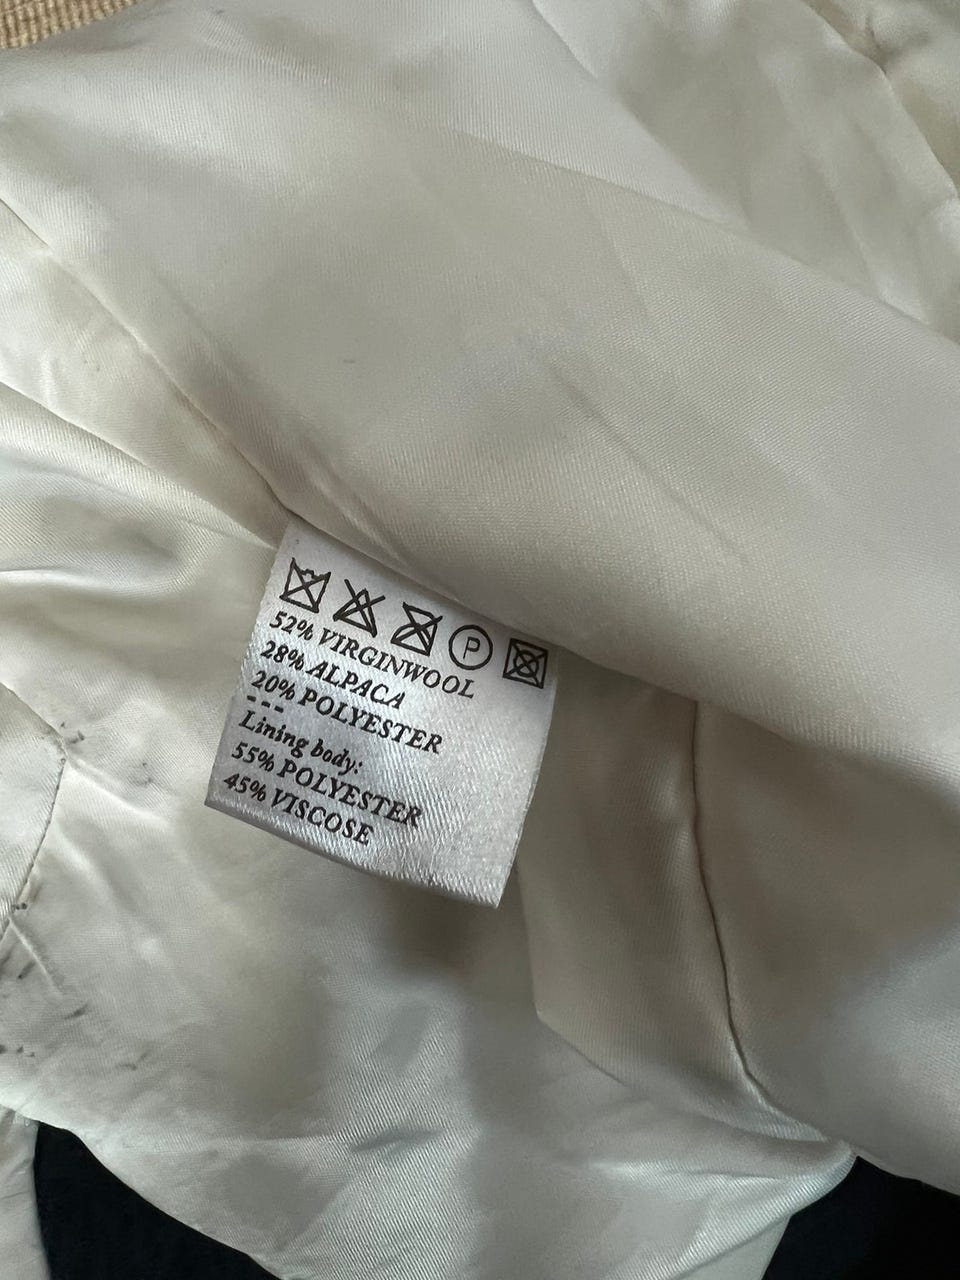 P
52% VIRGINWOOL
28% ALPACA
20% POLYESTER
---
Lining body:
55% POLYESTER
45% VISCOSE